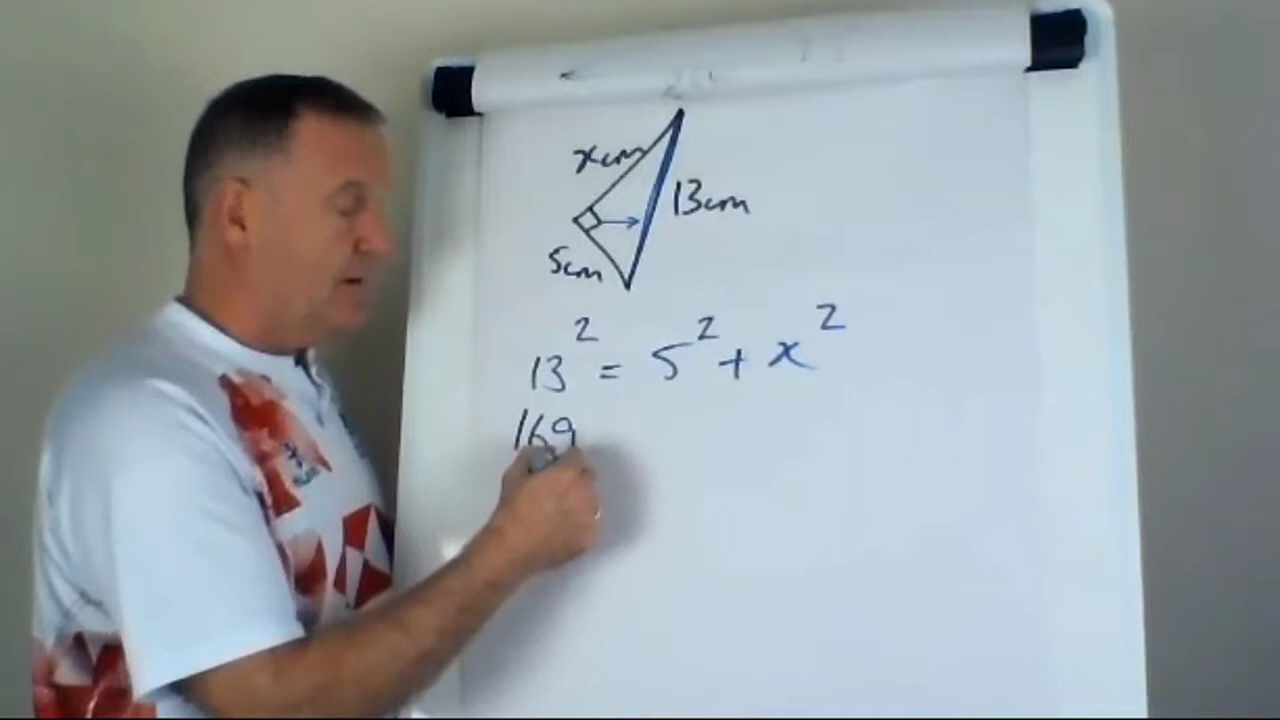 xcm
13cm
5cm
13² = 5² + x²
169